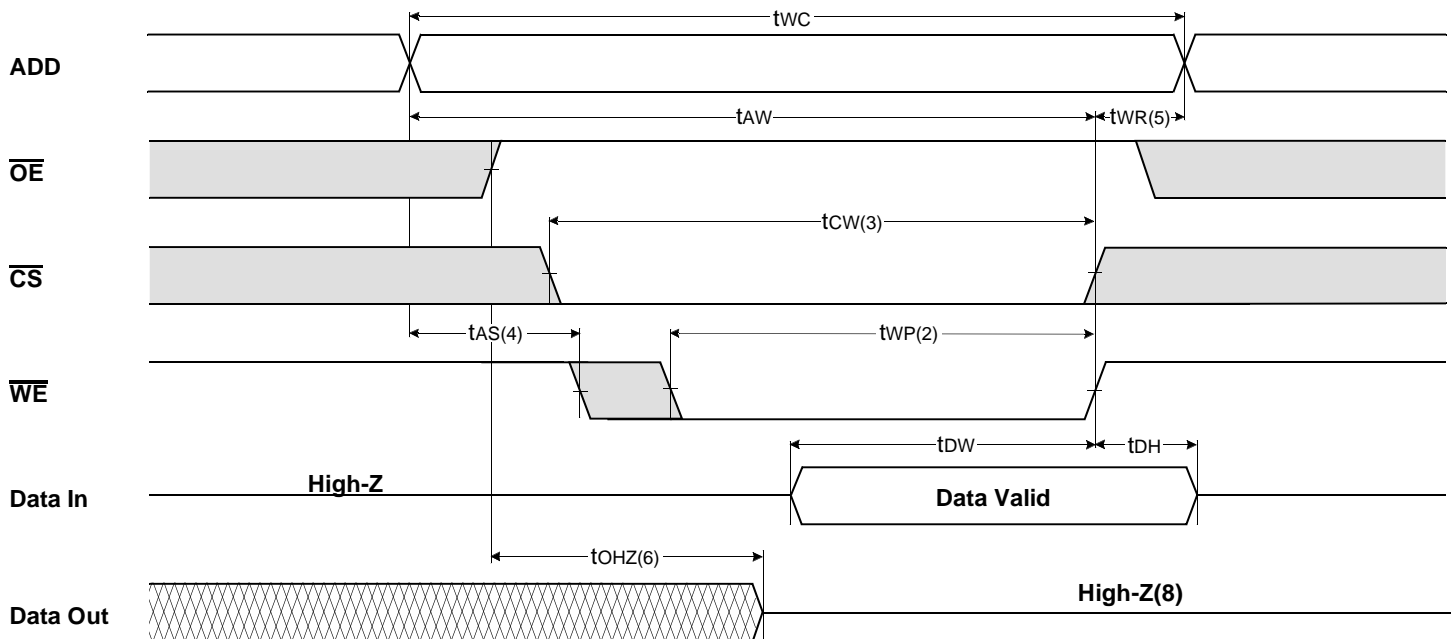 tWC
ADD
tAW
tWR(5)
OE
tCW(3)
CS
tAS(4)
tWP(2)
WE
tDW
tDH
High-Z
Data In
Data Valid
tOHZ(6)
High-Z(8)
Data Out